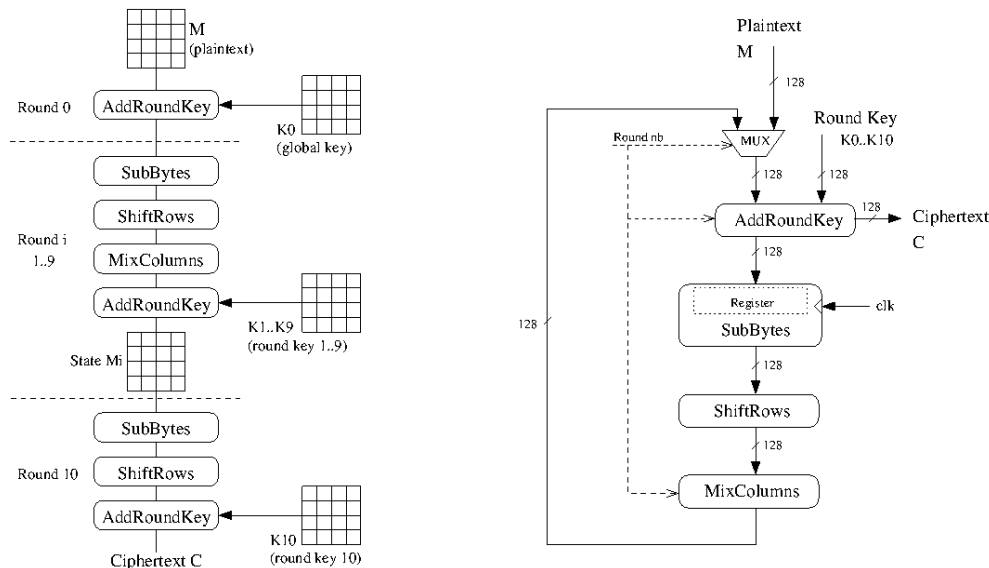 M
(plaintext)
Round 0
AddRoundKey
K0
(global key)
SubBytes
ShiftRows
Round i
1..9
MixColumns
AddRoundKey
K1..K9
(round key 1..9)
State Mi
SubBytes
Round 10
ShiftRows
AddRoundKey
K10
(round key 10)
Ciphertext C
Plaintext
M
128
Round Key
K0..K10
Round nb
MUX
128
128
AddRoundKey
128
Ciphertext
C
128
Register
clk
SubBytes
128
128
ShiftRows
128
MixColumns